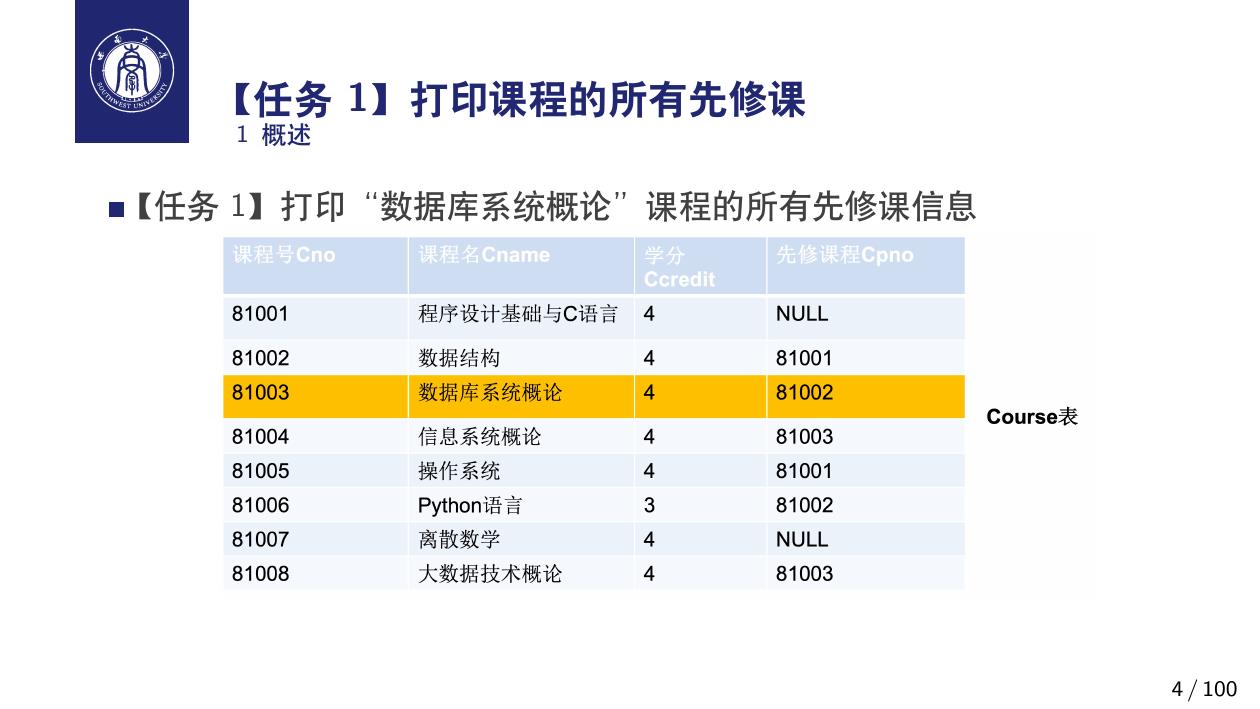 西南大学
SOUTHWEST UNIVERSITY
【任务 1】打印课程的所有先修课
1 概述
【任务 1】打印“数据库系统概论”课程的所有先修课信息
课程号Cno 课程名Cname 学分Ccredit 先修课程Cpno
81001 程序设计基础与C语言 4 NULL
81002 数据结构 4 81001
81003 数据库系统概论 4 81002
81004 信息系统概论 4 81003
81005 操作系统 4 81001
81006 Python语言 3 81002
81007 离散数学 4 NULL
81008 大数据技术概论 4 81003
Course表
4 / 100